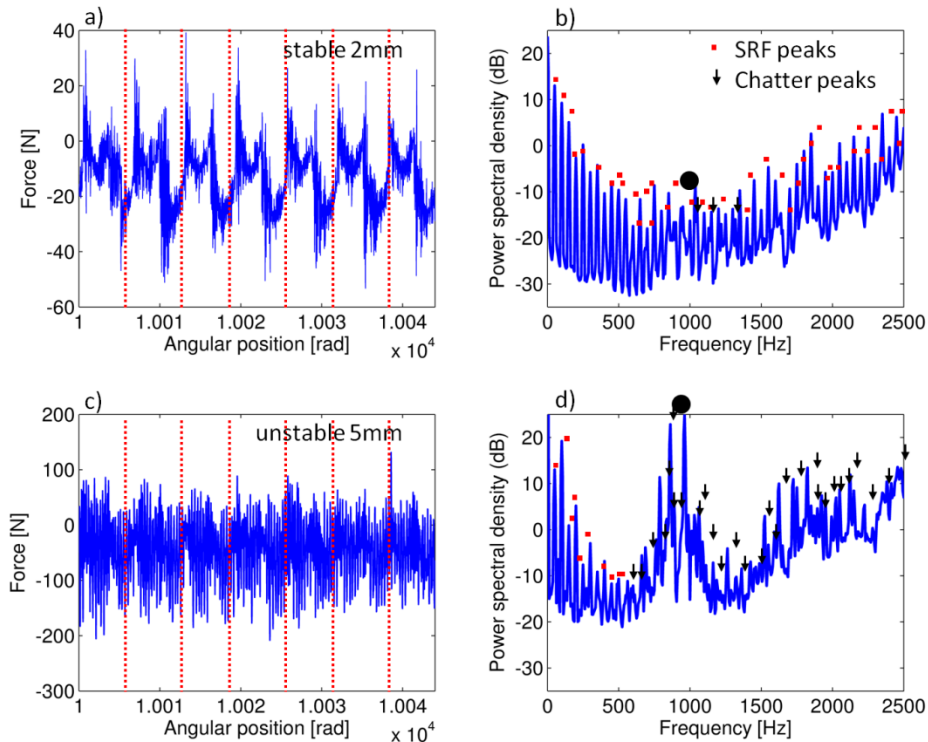 a)
stable 2mm
Force [N]
40
20
0
-20
-40
-60
1
1.001
1.002
1.003
1.004
Angular position [rad]
x 10⁴
b)
SRF peaks
Chatter peaks
Power spectral density (dB)
20
10
0
-10
-20
-30
0
500
1000
1500
2000
2500
Frequency [Hz]
c)
unstable 5mm
Force [N]
200
100
0
-100
-200
-300
1
1.001
1.002
1.003
1.004
Angular position [rad]
x 10⁴
d)
Power spectral density (dB)
20
10
0
-10
-20
-30
0
500
1000
1500
2000
2500
Frequency [Hz]